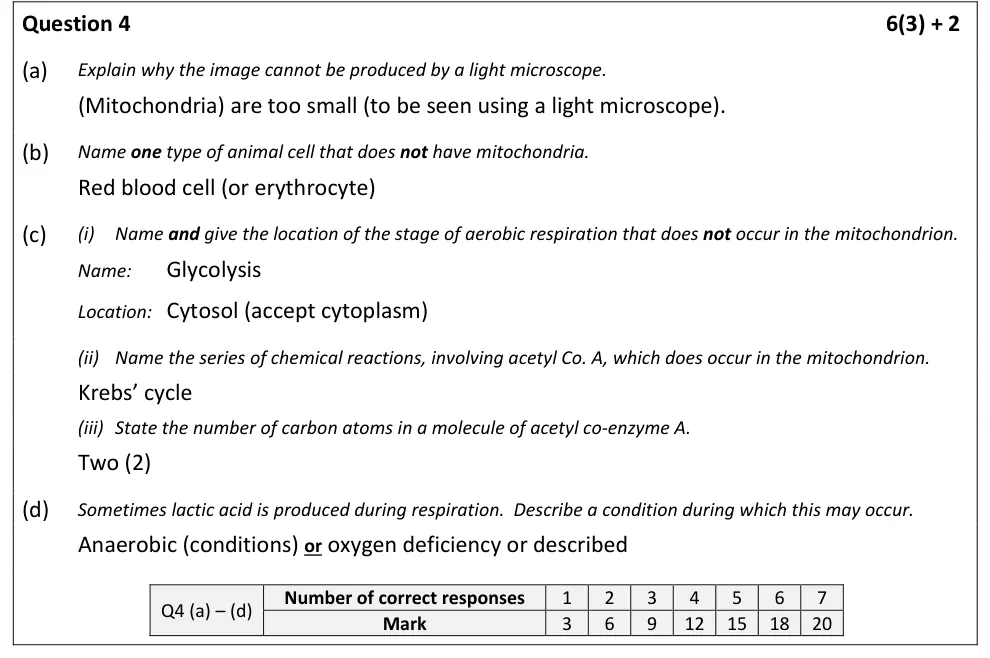 Question 4 6(3) + 2
(a) Explain why the image cannot be produced by a light microscope.
(Mitochondria) are too small (to be seen using a light microscope).
(b) Name one type of animal cell that does not have mitochondria.
Red blood cell (or erythrocyte)
(c) (i) Name and give the location of the stage of aerobic respiration that does not occur in the mitochondrion.
Name: Glycolysis
Location: Cytosol (accept cytoplasm)
(ii) Name the series of chemical reactions, involving acetyl Co. A, which does occur in the mitochondrion.
Krebs’ cycle
(iii) State the number of carbon atoms in a molecule of acetyl co-enzyme A.
Two (2)
(d) Sometimes lactic acid is produced during respiration. Describe a condition during which this may occur.
Anaerobic (conditions) or oxygen deficiency or described
Q4 (a) – (d) Number of correct responses 1 2 3 4 5 6 7
Mark 3 6 9 12 15 18 20